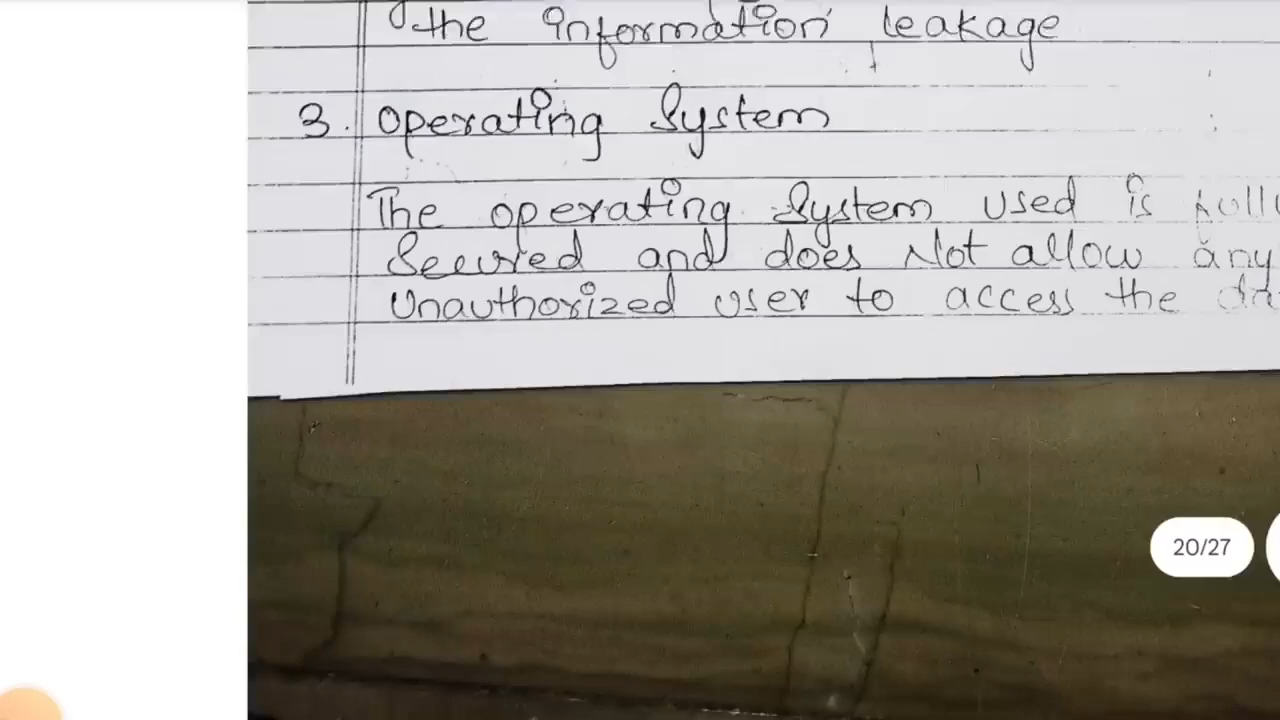 the information leakage
3. Operating System
The operating System used is
Secured and does Not allow any
Unauthorized user to access the
20/27